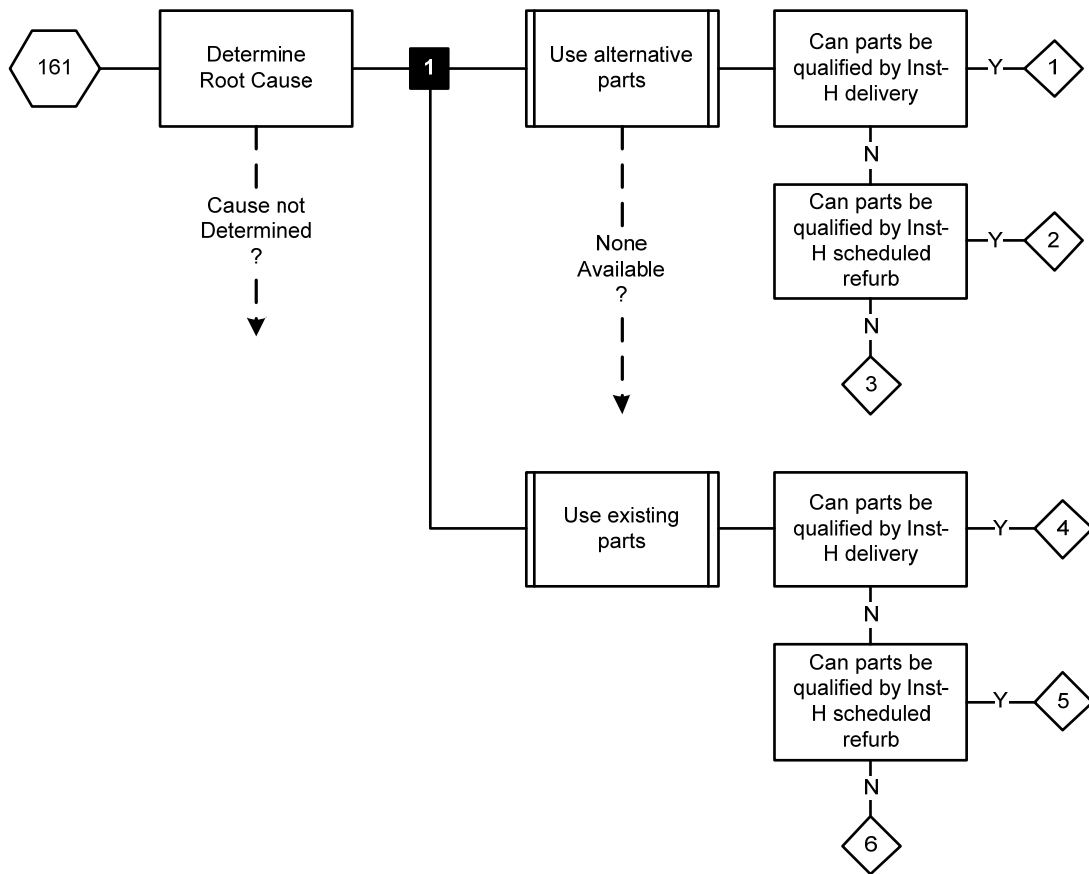 161
Determine
Root Cause
1
Use alternative
parts
Can parts be
qualified by Inst-
H delivery
Y
1
N
Cause not
Determined
?
None
Available
?
Can parts be
qualified by Inst-
H scheduled
refurb
Y
2
N
3
Use existing
parts
Can parts be
qualified by Inst-
H delivery
Y
4
N
Can parts be
qualified by Inst-
H scheduled
refurb
Y
5
N
6